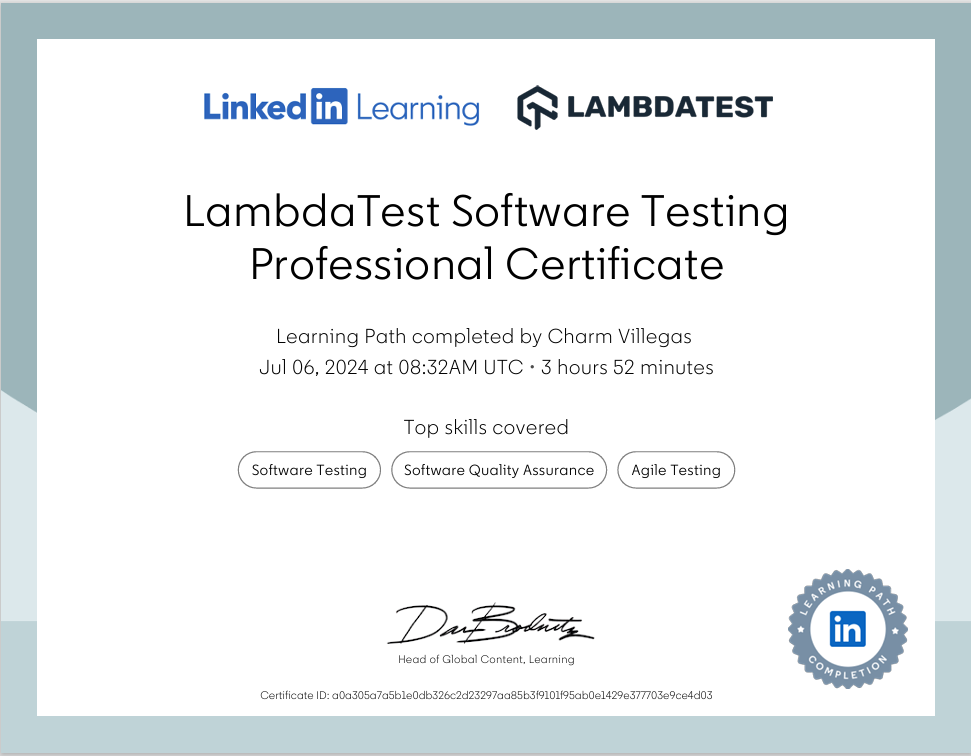 LinkedIn Learning
LAMBDATEST
LambdaTest Software Testing
Professional Certificate
Learning Path completed by Charm Villegas
Jul 06, 2024 at 08:32AM UTC • 3 hours 52 minutes
Top skills covered
Software Testing
Software Quality Assurance
Agile Testing
Dan Brodnitz
Head of Global Content, Learning
LEARNING PATH
in
COMPLETION
Certificate ID: a0a305a7a5b1e0db326c2d23297aa85b3f9101f95ab0e1429e377703e9ce4d03